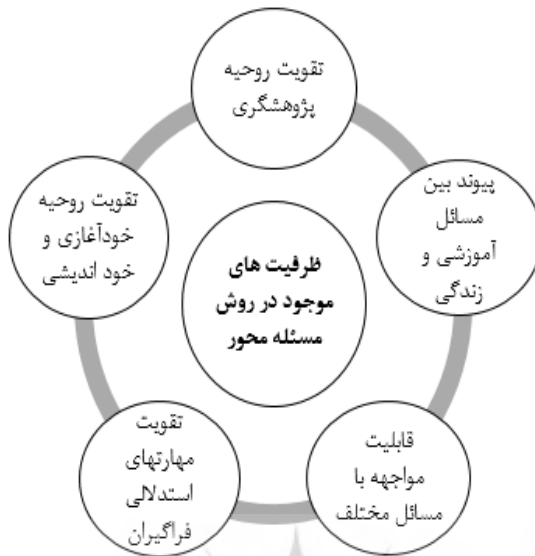 تقویت روحیه
پژوهشگری
پیوند بین
مسائل
آموزشی و
زندگی
قابلیت
مواجهه با
مسائل مختلف
تقویت
مهارتهای
استدلالی
فراگیران
تقویت روحیه
خودآغازی و
خود اندیشی
ظرفیت های
موجود در روش
مسئله محور